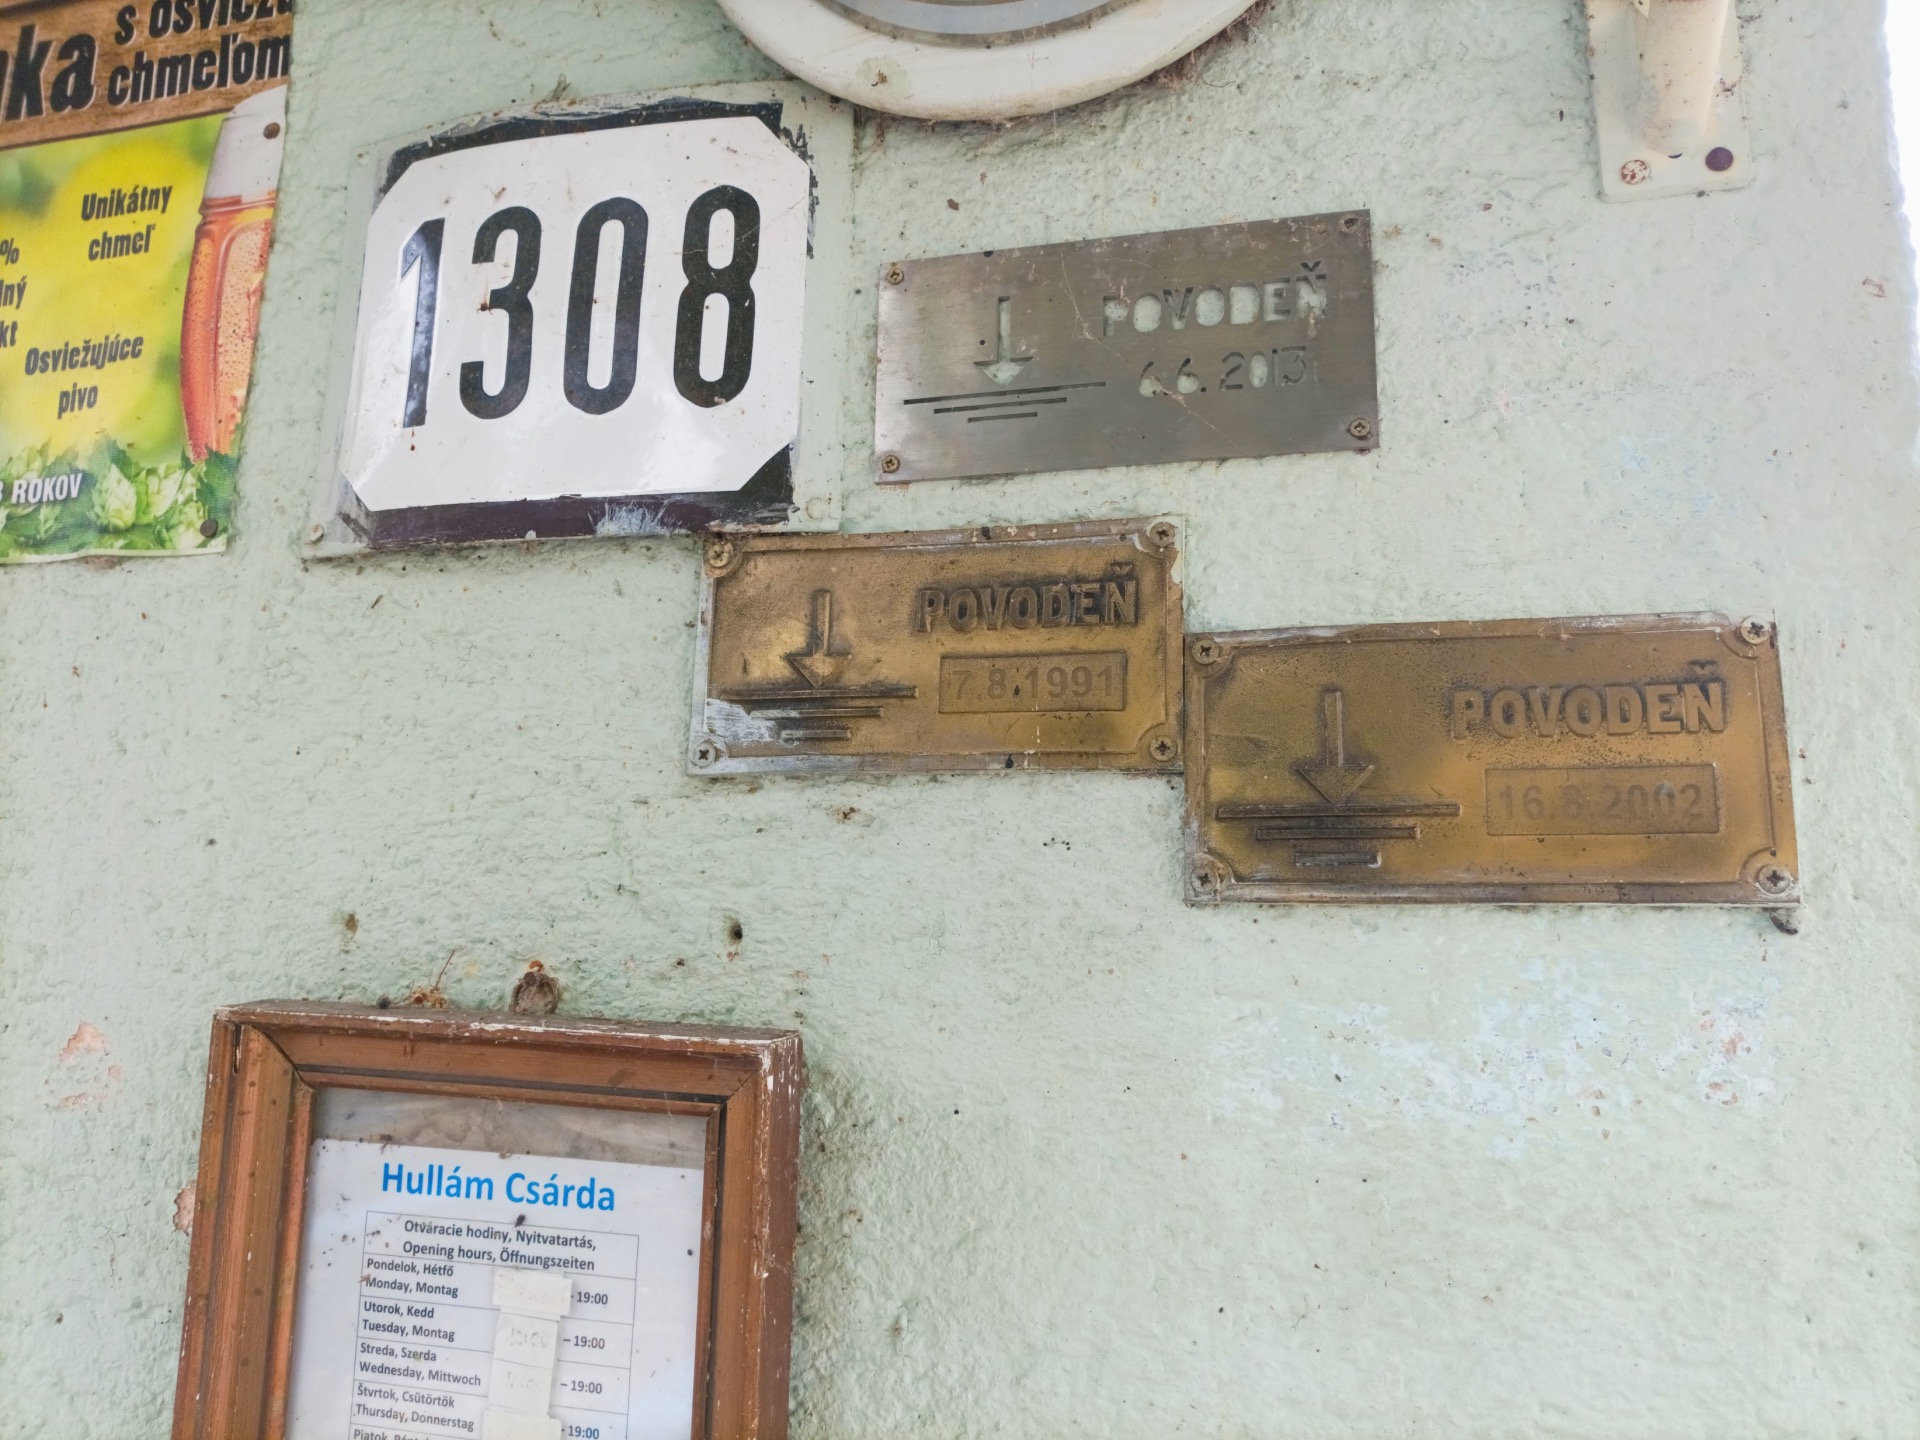 s osviežu
nka chmeľom
Unikátny
chmeľ
%
kt
Osviežujúce
pivo
ROKOV
1308
POVODEŇ
6.6.2013
POVODEŇ
7.8.1991
POVODEŇ
16.8.2002
Hullám Csárda
Otváracie hodiny, Nyitvatartás,
Opening hours, Öffnungszeiten
Pondelok, Hétfő
Monday, Montag
- 19:00
Utorok, Kedd
Tuesday, Montag
– 19:00
Streda, Szerda
Wednesday, Mittwoch
– 19:00
Štvrtok, Csütörtök
Thursday, Donnerstag
- 19:00